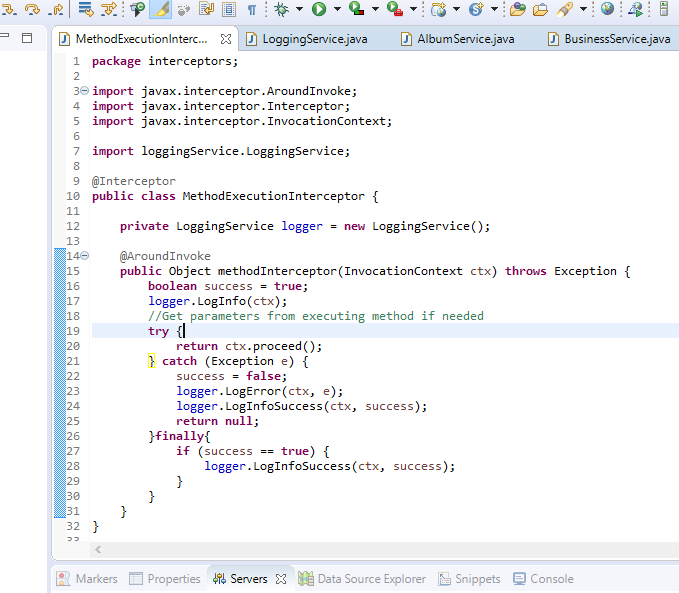 MethodExecutionInterc...
LoggingService.java
AlbumService.java
BusinessService.java
1 package interceptors;
2
3 import javax.interceptor.AroundInvoke;
4 import javax.interceptor.Interceptor;
5 import javax.interceptor.InvocationContext;
6
7 import loggingService.LoggingService;
8
9 @Interceptor
10 public class MethodExecutionInterceptor {
11
12     private LoggingService logger = new LoggingService();
13
14     @AroundInvoke
15     public Object methodInterceptor(InvocationContext ctx) throws Exception {
16         boolean success = true;
17         logger.LogInfo(ctx);
18         //Get parameters from executing method if needed
19         try {
20             return ctx.proceed();
21         } catch (Exception e) {
22             success = false;
23             logger.LogError(ctx, e);
24             logger.LogInfoSuccess(ctx, success);
25             return null;
26         }finally{
27             if (success == true) {
28                 logger.LogInfoSuccess(ctx, success);
29             }
30         }
31     }
32 }
33
Markers
Properties
Servers
Data Source Explorer
Snippets
Console